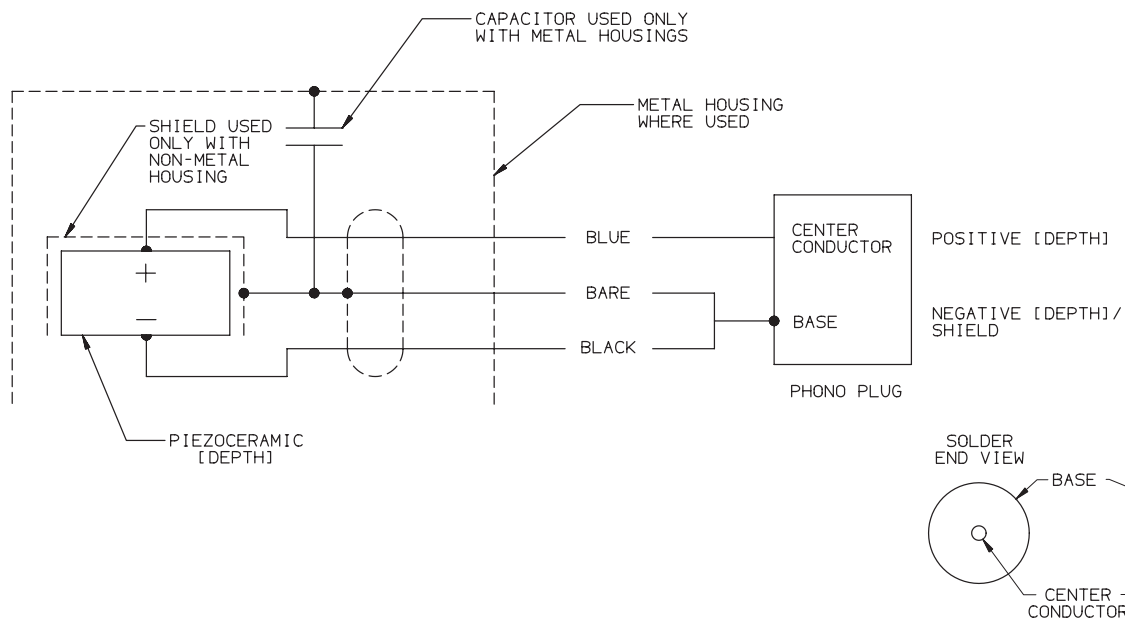 CAPACITOR USED ONLY
WITH METAL HOUSINGS
METAL HOUSING
WHERE USED
SHIELD USED
ONLY WITH
NON-METAL
HOUSING
BLUE
CENTER
CONDUCTOR
POSITIVE [DEPTH]
+
BARE
−
BASE
NEGATIVE [DEPTH]/
SHIELD
BLACK
PHONO PLUG
PIEZOCERAMIC
[DEPTH]
SOLDER
END VIEW
BASE
CENTER
CONDUCTOR